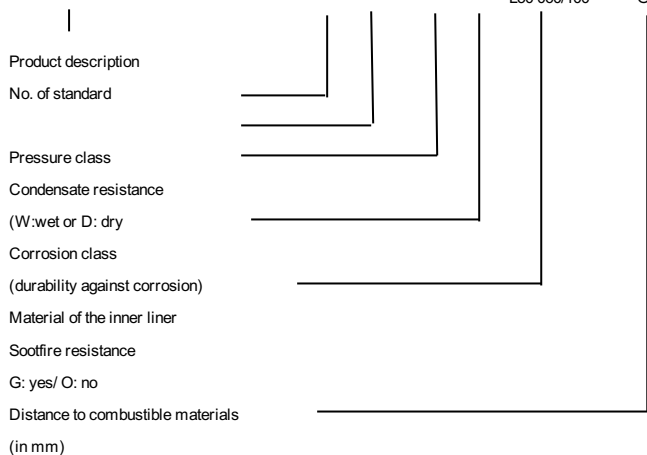 Product description
No. of standard
Pressure class
Condensate resistance
(W:wet or D: dry
Corrosion class
(durability against corrosion)
Material of the inner liner
Sootfire resistance
G: yes/ O: no
Distance to combustible materials
(in mm)